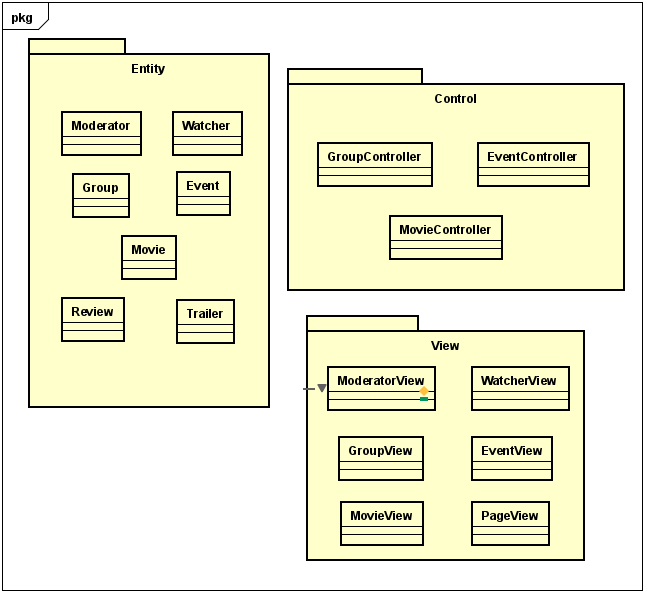 pkg
Entity
Moderator
Watcher
Group
Event
Movie
Review
Trailer
Control
GroupController
EventController
MovieController
View
ModeratorView
WatcherView
GroupView
EventView
MovieView
PageView